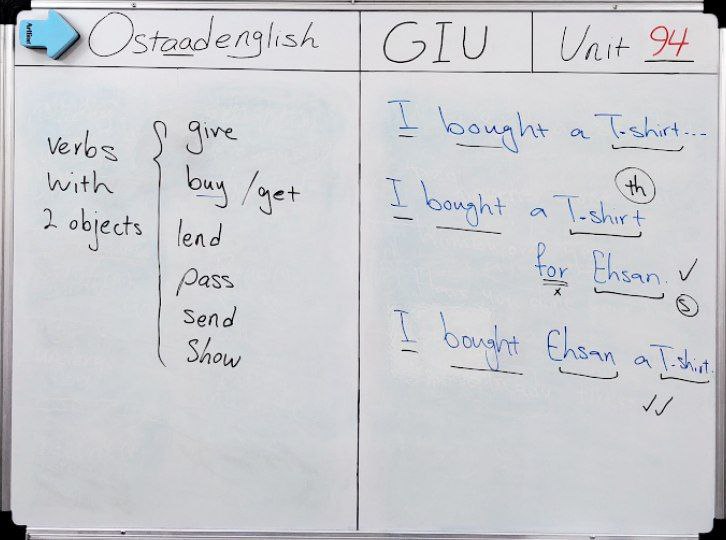 Artline
Ostaadenglish
GIU
Unit 94
verbs
with
2 objects
give
buy / get
lend
pass
send
Show
I bought a T-shirt...
I bought a T-shirt
th
for Ehsan. ✓
x
s
I bought Ehsan a T-shirt.
✓✓